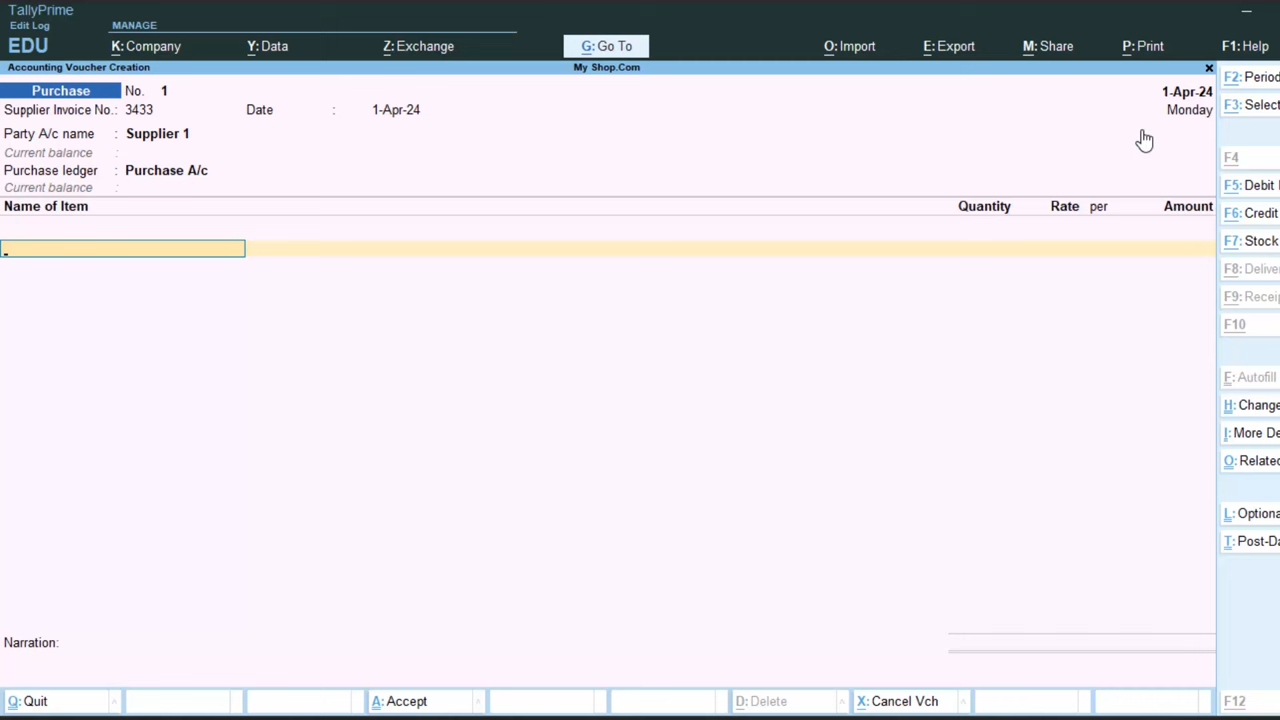 TallyPrime
Edit Log
EDU
MANAGE
K: Company Y: Data Z: Exchange G: Go To O: Import E: Export M: Share P: Print F1: Help
Accounting Voucher Creation My Shop.Com x
Purchase No. 1 1-Apr-24
Supplier Invoice No.: 3433 Date : 1-Apr-24 Monday
Party A/c name : Supplier 1
Current balance :
Purchase ledger : Purchase A/c
Current balance :
Name of Item Quantity Rate per Amount
Narration:
Q: Quit A: Accept D: Delete X: Cancel Vch F12
F2: Period
F3: Select
F4
F5: Debit
F6: Credit
F7: Stock
F8: Delive
F9: Receip
F10
F: Autofill
H: Change
I: More De
O: Related
L: Optiona
T: Post-Da